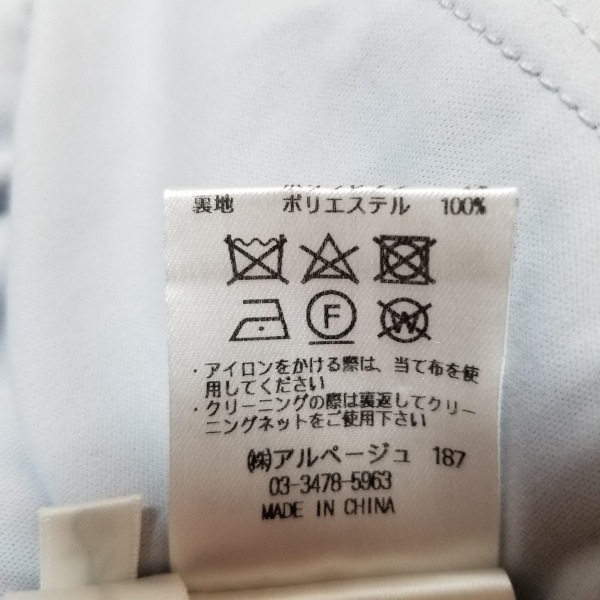 裏地 ポリエステル 100%
F W
・アイロンをかける際は、当て布を使
用してください
・クリーニングの際は裏返してクリー
ニングネットをご使用下さい
㈱アルページュ 187
03-3478-5963
MADE IN CHINA